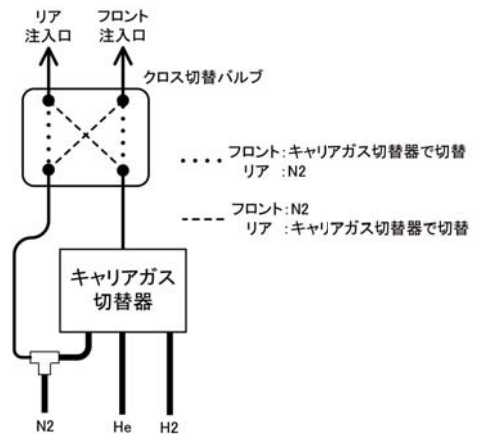 リア
注入口
フロント
注入口
クロス切替バルブ
フロント:キャリアガス切替器で切替
リア :N2
フロント:N2
リア :キャリアガス切替器で切替
キャリアガス
切替器
N2
He
H2